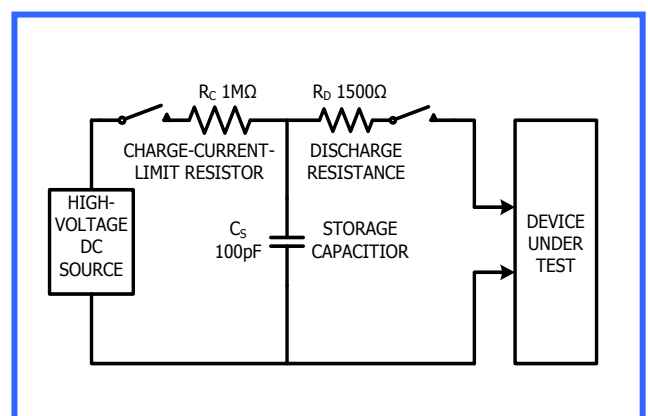 R_C 1MΩ
CHARGE-CURRENT-
LIMIT RESISTOR
R_D 1500Ω
DISCHARGE
RESISTANCE
HIGH-
VOLTAGE
DC
SOURCE
C_S
100pF
STORAGE
CAPACITIOR
DEVICE
UNDER
TEST